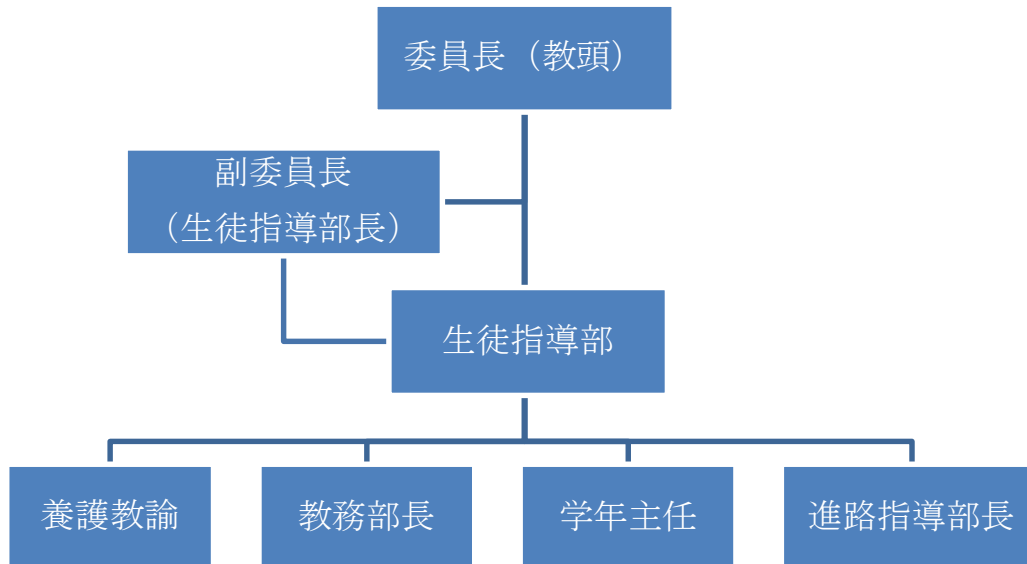 委員長（教頭）
副委員長
（生徒指導部長）
生徒指導部
養護教諭
教務部長
学年主任
進路指導部長